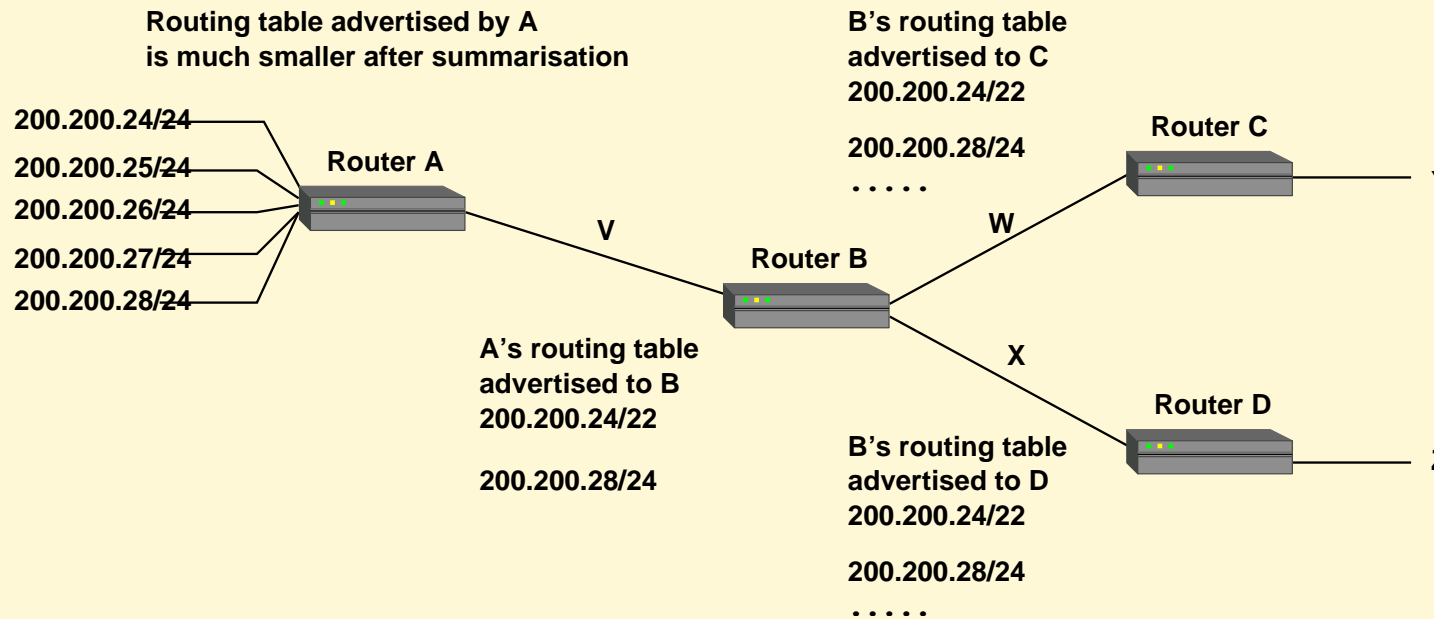 Routing table advertised by A
is much smaller after summarisation
200.200.24/24
200.200.25/24
200.200.26/24
200.200.27/24
200.200.28/24
Router A
V
A’s routing table
advertised to B
200.200.24/22
200.200.28/24
Router B
B’s routing table
advertised to C
200.200.24/22
200.200.28/24
.....
W
Router C
X
Router D
B’s routing table
advertised to D
200.200.24/22
200.200.28/24
.....